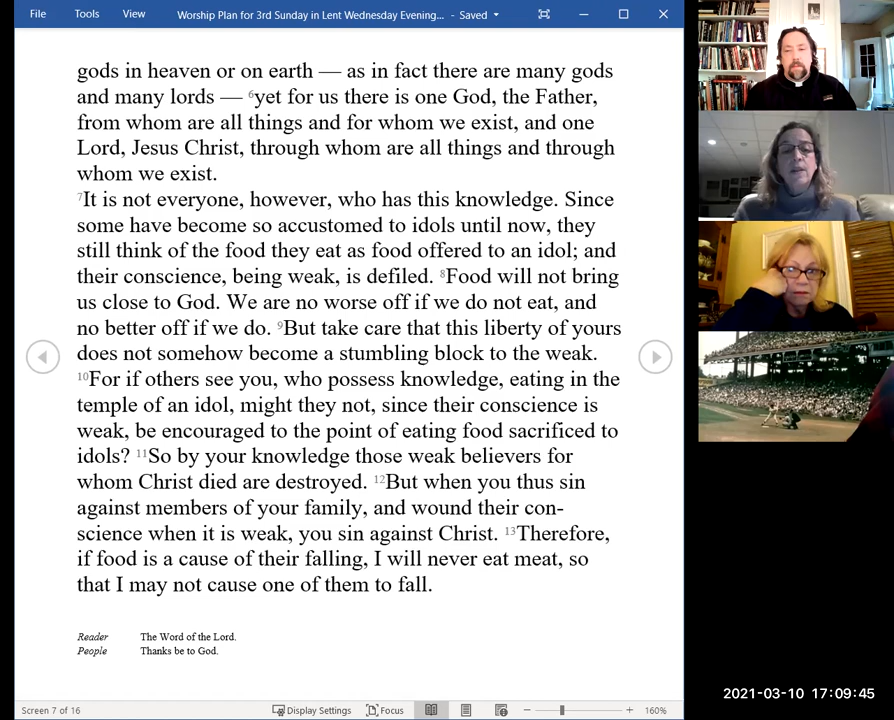 File Tools View Worship Plan for 3rd Sunday in Lent Wednesday Evening... - Saved
gods in heaven or on earth — as in fact there are many gods
and many lords — 6yet for us there is one God, the Father,
from whom are all things and for whom we exist, and one
Lord, Jesus Christ, through whom are all things and through
whom we exist.
7It is not everyone, however, who has this knowledge. Since
some have become so accustomed to idols until now, they
still think of the food they eat as food offered to an idol; and
their conscience, being weak, is defiled. 8Food will not bring
us close to God. We are no worse off if we do not eat, and
no better off if we do. 9But take care that this liberty of yours
does not somehow become a stumbling block to the weak.
10For if others see you, who possess knowledge, eating in the
temple of an idol, might they not, since their conscience is
weak, be encouraged to the point of eating food sacrificed to
idols? 11So by your knowledge those weak believers for
whom Christ died are destroyed. 12But when you thus sin
against members of your family, and wound their con-
science when it is weak, you sin against Christ. 13Therefore,
if food is a cause of their falling, I will never eat meat, so
that I may not cause one of them to fall.
Reader The Word of the Lord.
People Thanks be to God.
2021-03-10 17:09:45
Screen 7 of 16 Display Settings Focus 160%